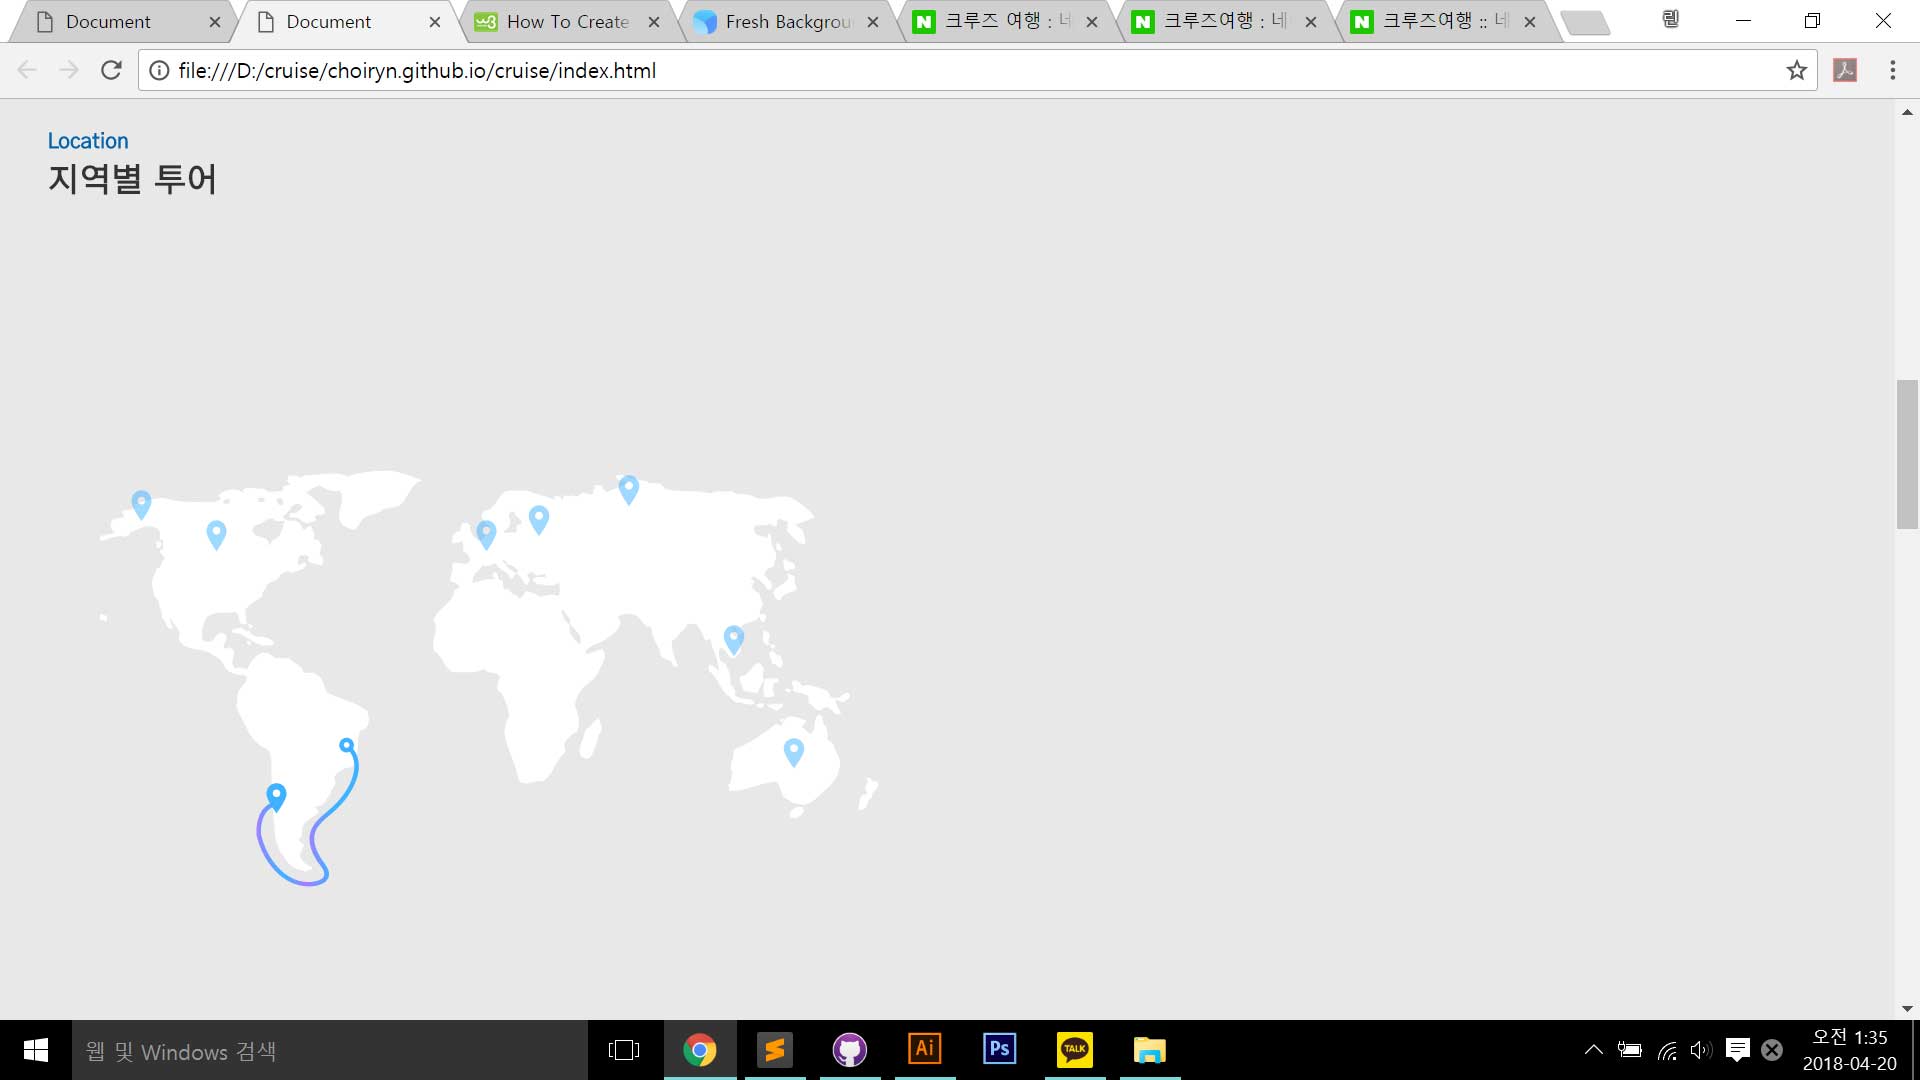 Document
Document
How To Create
Fresh Backgrou
크루즈 여행 : 네
크루즈여행 : 네
크루즈여행 :: 네
륃
file:///D:/cruise/choiryn.github.io/cruise/index.html
Location
지역별 투어
웹 및 Windows 검색
Ai
Ps
TALK
오전 1:35
2018-04-20